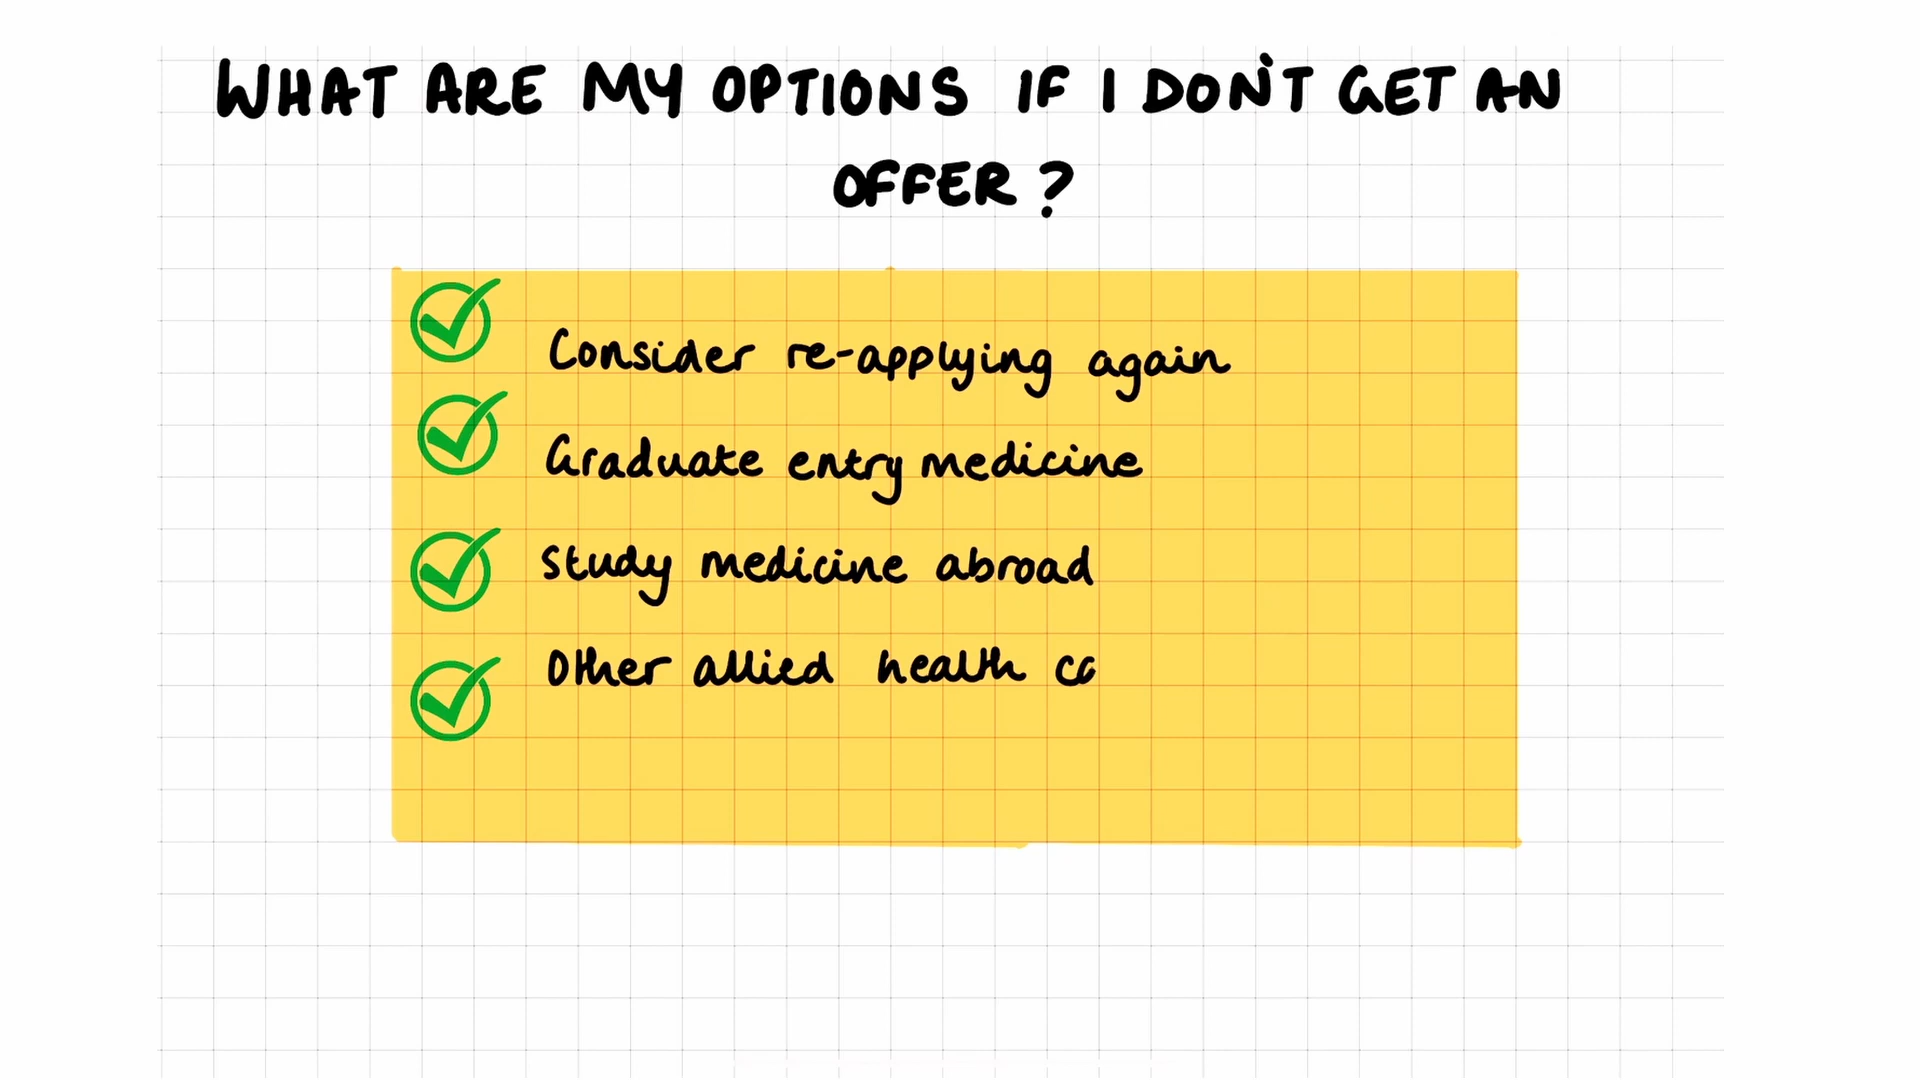 WHAT ARE MY OPTIONS IF I DON'T GET AN
OFFER?
Consider re-applying again
Graduate entry medicine
Study medicine abroad
Other allied health ca